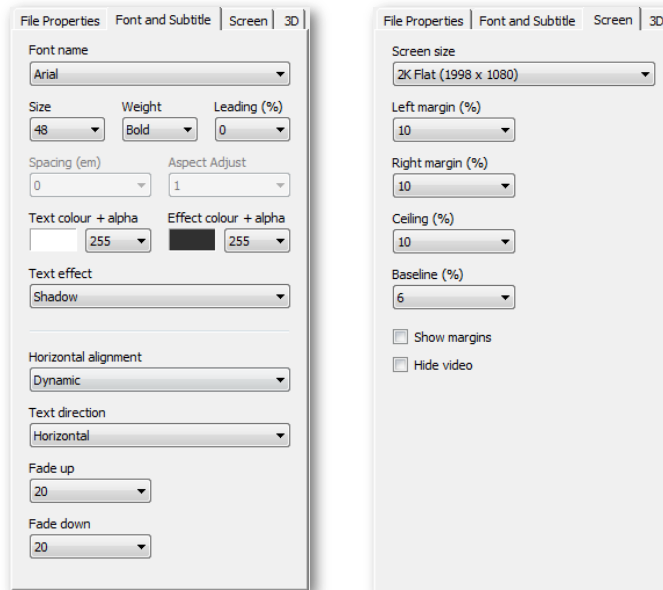 File Properties Font and Subtitle Screen 3D
Font name
Arial
Size Weight Leading (%)
48 Bold 0
Spacing (em) Aspect Adjust
0 1
Text colour + alpha Effect colour + alpha
255 255
Text effect
Shadow
Horizontal alignment
Dynamic
Text direction
Horizontal
Fade up
20
Fade down
20
File Properties Font and Subtitle Screen 3D
Screen size
2K Flat (1998 x 1080)
Left margin (%)
10
Right margin (%)
10
Ceiling (%)
10
Baseline (%)
6
Show margins
Hide video